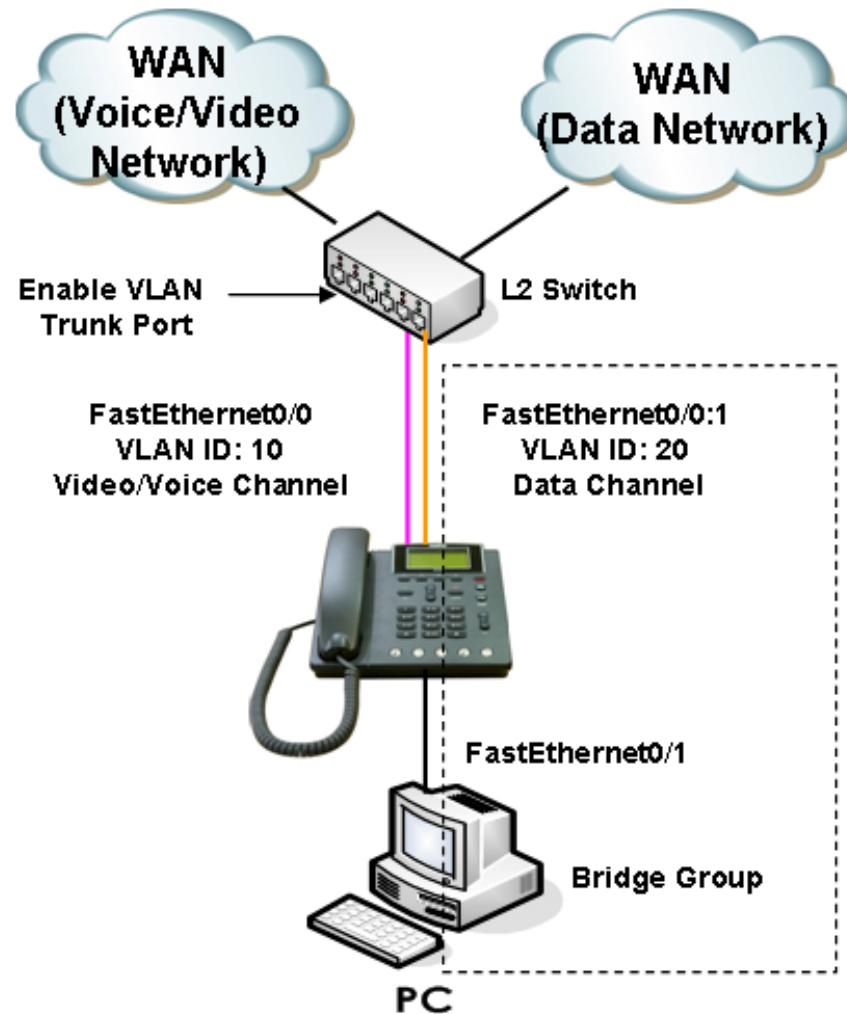 WAN
(Voice/Video
Network)
WAN
(Data Network)
Enable VLAN
Trunk Port
L2 Switch
FastEthernet0/0
VLAN ID: 10
Video/Voice Channel
FastEthernet0/0:1
VLAN ID: 20
Data Channel
FastEthernet0/1
Bridge Group
PC